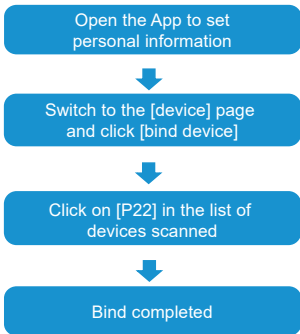 Open the App to set
personal information
Switch to the [device] page
and click [bind device]
Click on [P22] in the list of
devices scanned
Bind completed